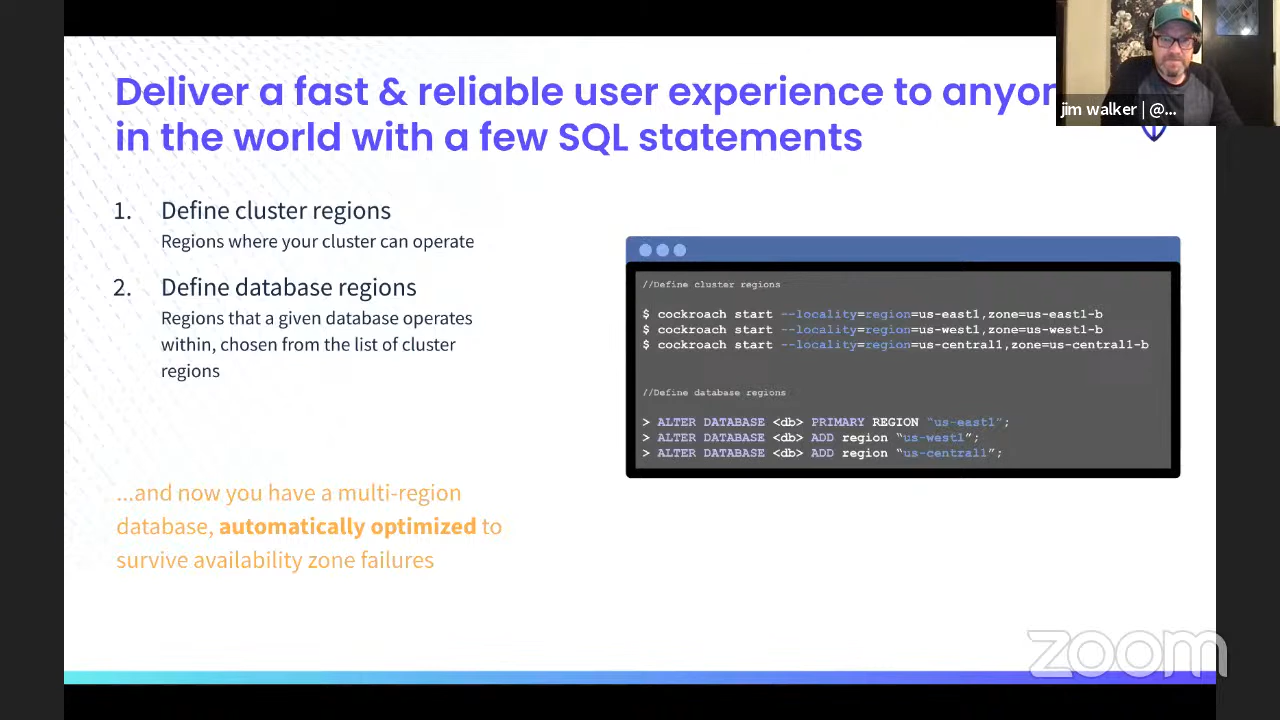 Deliver a fast & reliable user experience to anyon
in the world with a few SQL statements
jim walker | @...
1. Define cluster regions
Regions where your cluster can operate
2. Define database regions
Regions that a given database operates
within, chosen from the list of cluster
regions
...and now you have a multi-region
database, automatically optimized to
survive availability zone failures
//Define cluster regions
$ cockroach start --locality=region=us-east1,zone=us-east1-b
$ cockroach start --locality=region=us-west1,zone=us-west1-b
$ cockroach start --locality=region=us-central1,zone=us-central1-b
//Define database regions
> ALTER DATABASE <db> PRIMARY REGION “us-east1”;
> ALTER DATABASE <db> ADD region “us-west1”;
> ALTER DATABASE <db> ADD region “us-central1”;
zoom